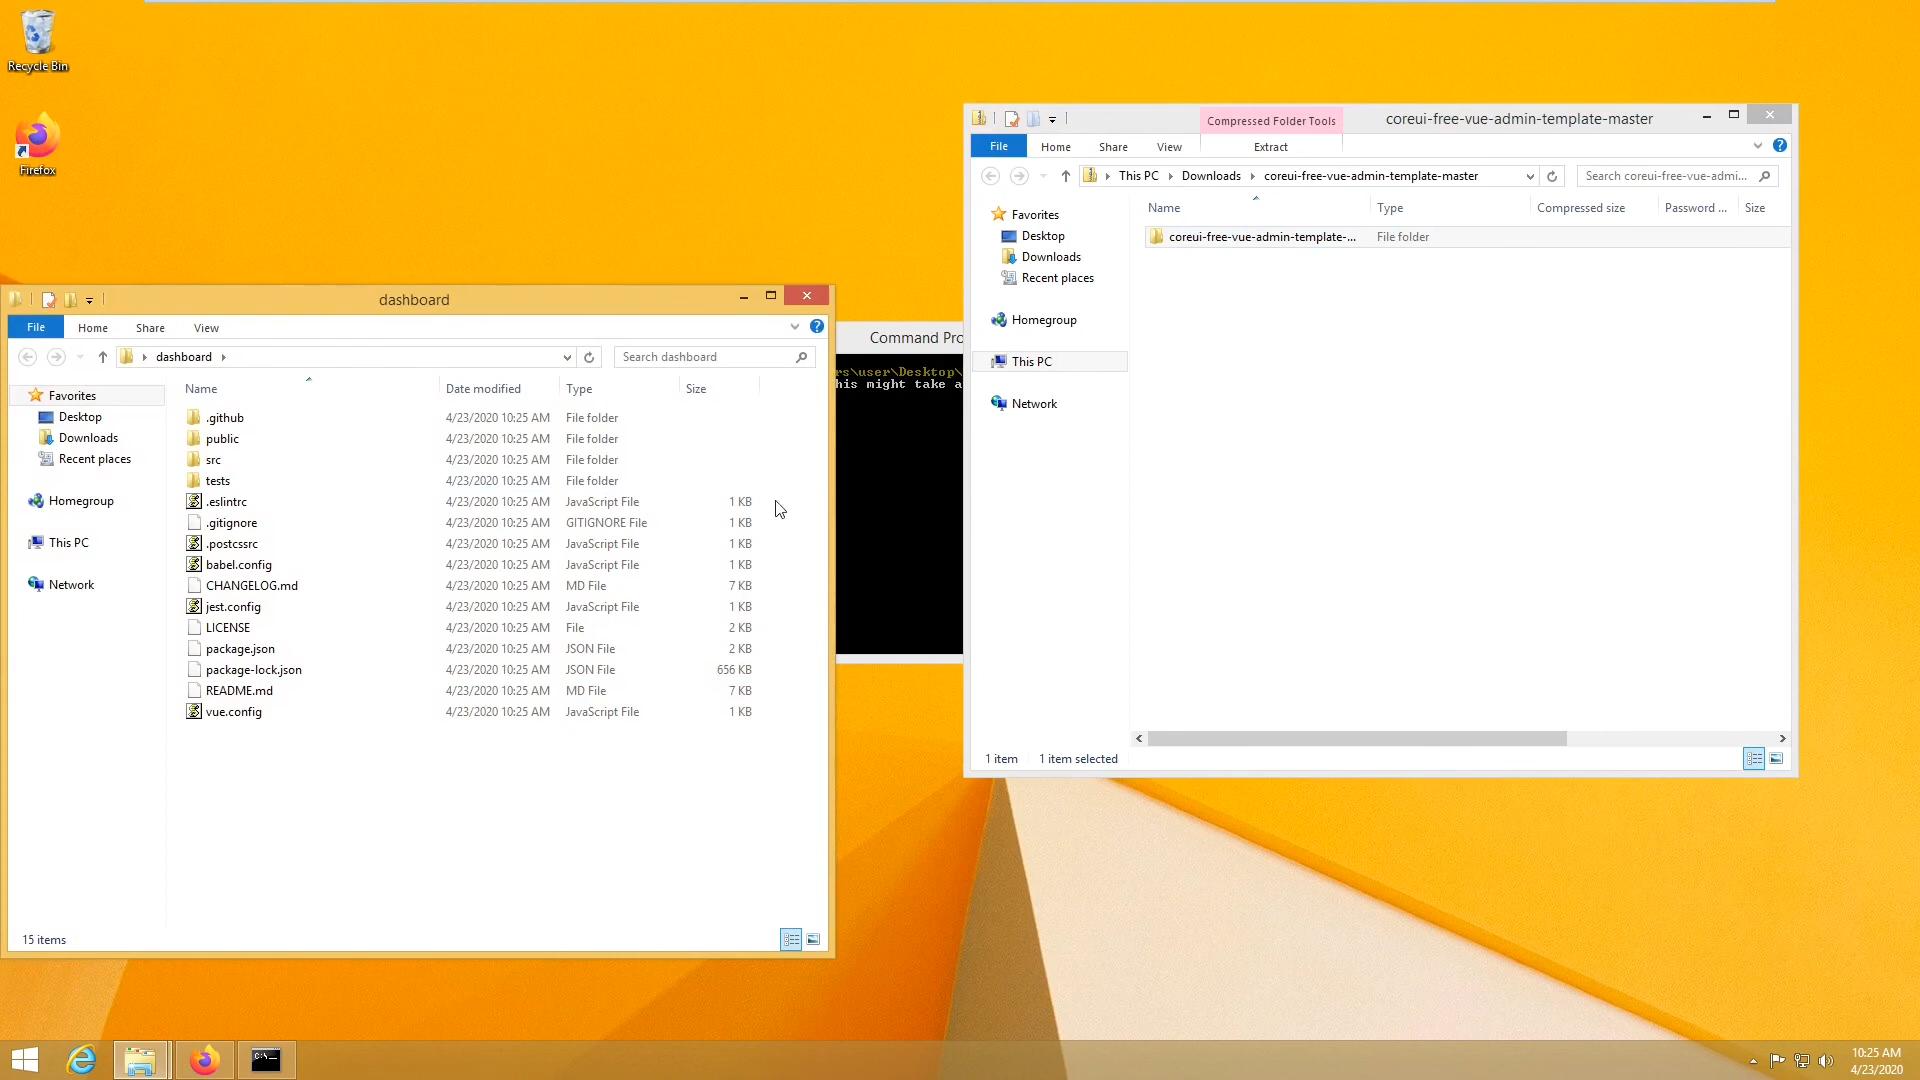 Recycle Bin
Firefox
dashboard
File Home Share View
dashboard
Search dashboard
Name Date modified Type Size
Favorites
Desktop
Downloads
Recent places
Homegroup
This PC
Network
.github 4/23/2020 10:25 AM File folder
public 4/23/2020 10:25 AM File folder
src 4/23/2020 10:25 AM File folder
tests 4/23/2020 10:25 AM File folder
.eslintrc 4/23/2020 10:25 AM JavaScript File 1 KB
.gitignore 4/23/2020 10:25 AM GITIGNORE File 1 KB
.postcssrc 4/23/2020 10:25 AM JavaScript File 1 KB
babel.config 4/23/2020 10:25 AM JavaScript File 1 KB
CHANGELOG.md 4/23/2020 10:25 AM MD File 7 KB
jest.config 4/23/2020 10:25 AM JavaScript File 1 KB
LICENSE 4/23/2020 10:25 AM File 2 KB
package.json 4/23/2020 10:25 AM JSON File 2 KB
package-lock.json 4/23/2020 10:25 AM JSON File 656 KB
README.md 4/23/2020 10:25 AM MD File 7 KB
vue.config 4/23/2020 10:25 AM JavaScript File 1 KB
15 items
Command Pro
rs\user\Desktop\
his might take a
Compressed Folder Tools coreui-free-vue-admin-template-master
File Home Share View Extract
This PC Downloads coreui-free-vue-admin-template-master
Search coreui-free-vue-admi...
Name Type Compressed size Password ... Size
coreui-free-vue-admin-template-... File folder
Favorites
Desktop
Downloads
Recent places
Homegroup
This PC
Network
1 item 1 item selected
C:\_
10:25 AM
4/23/2020